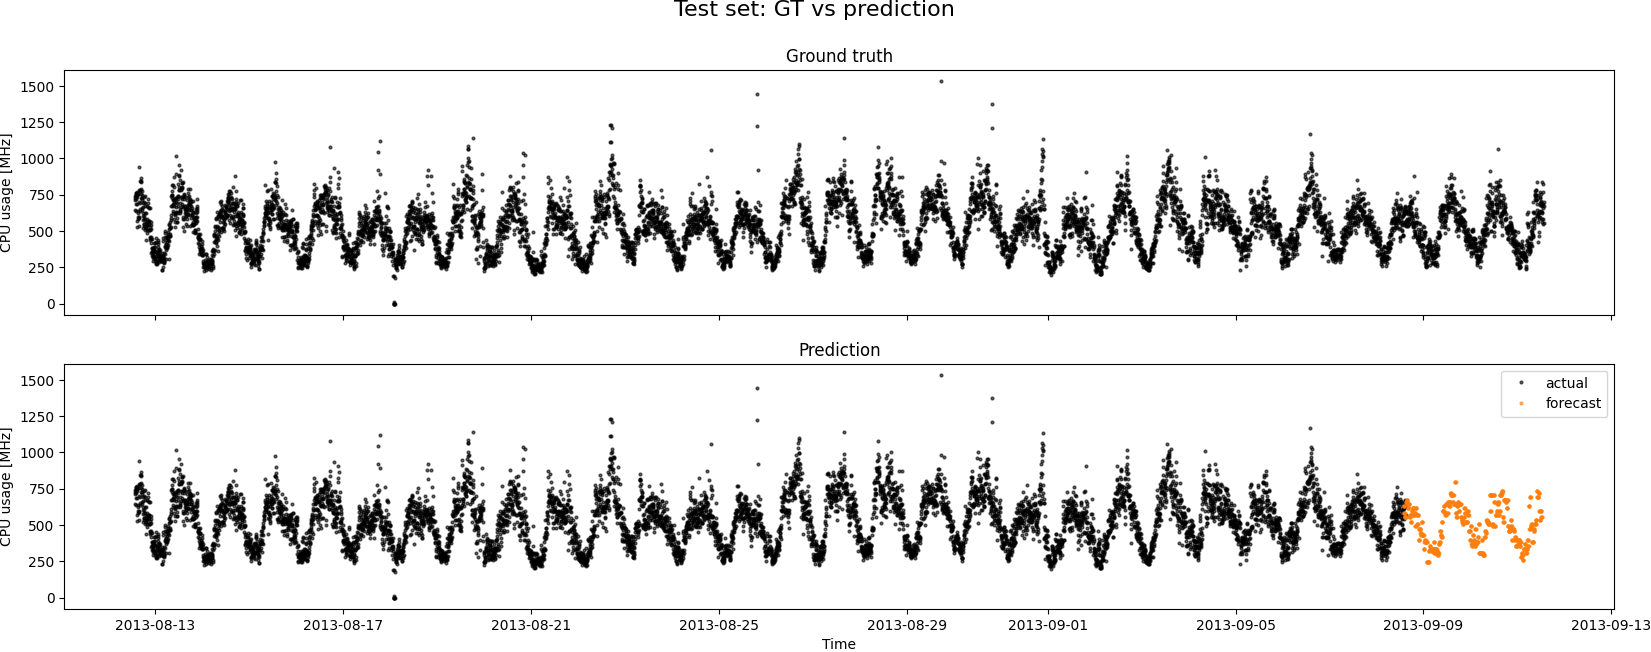 Test set: GT vs prediction
Ground truth
CPU usage [MHz]
1500
1250
1000
750
500
250
0
Prediction
CPU usage [MHz]
1500
1250
1000
750
500
250
0
actual
forecast
2013-08-13 2013-08-17 2013-08-21 2013-08-25 2013-08-29 2013-09-01 2013-09-05 2013-09-09 2013-09-13
Time